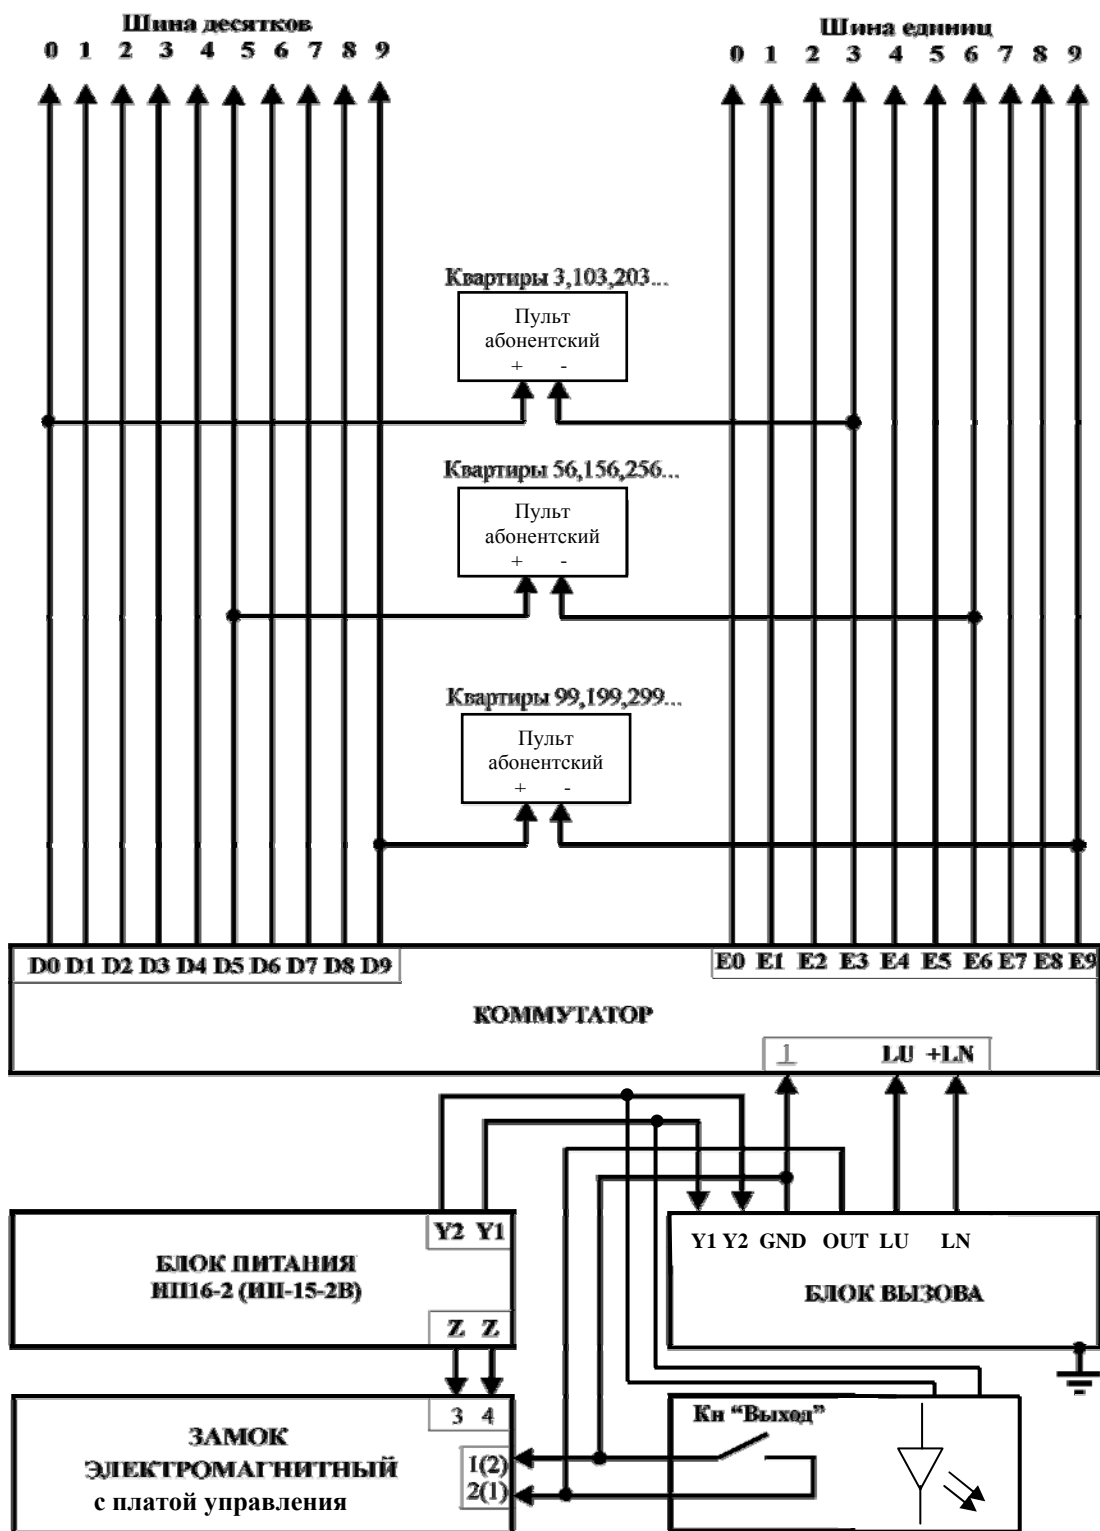 Шина десятков
0 1 2 3 4 5 6 7 8 9
Шина единиц
0 1 2 3 4 5 6 7 8 9
Квартиры 3,103,203...
Пульт
абонентский
+ -
Квартиры 56,156,256...
Пульт
абонентский
+ -
Квартиры 99,199,299...
Пульт
абонентский
+ -
D0 D1 D2 D3 D4 D5 D6 D7 D8 D9
E0 E1 E2 E3 E4 E5 E6 E7 E8 E9
КОММУТАТОР
1 LU +LN
Y2 Y1
БЛОК ПИТАНИЯ
ИП16-2 (ИП-15-2В)
Z Z
Y1 Y2 GND OUT LU LN
БЛОК ВЫЗОВА
3 4
ЗАМОК
ЭЛЕКТРОМАГНИТНЫЙ
с платой управления
1(2)
2(1)
Кн “Выход”